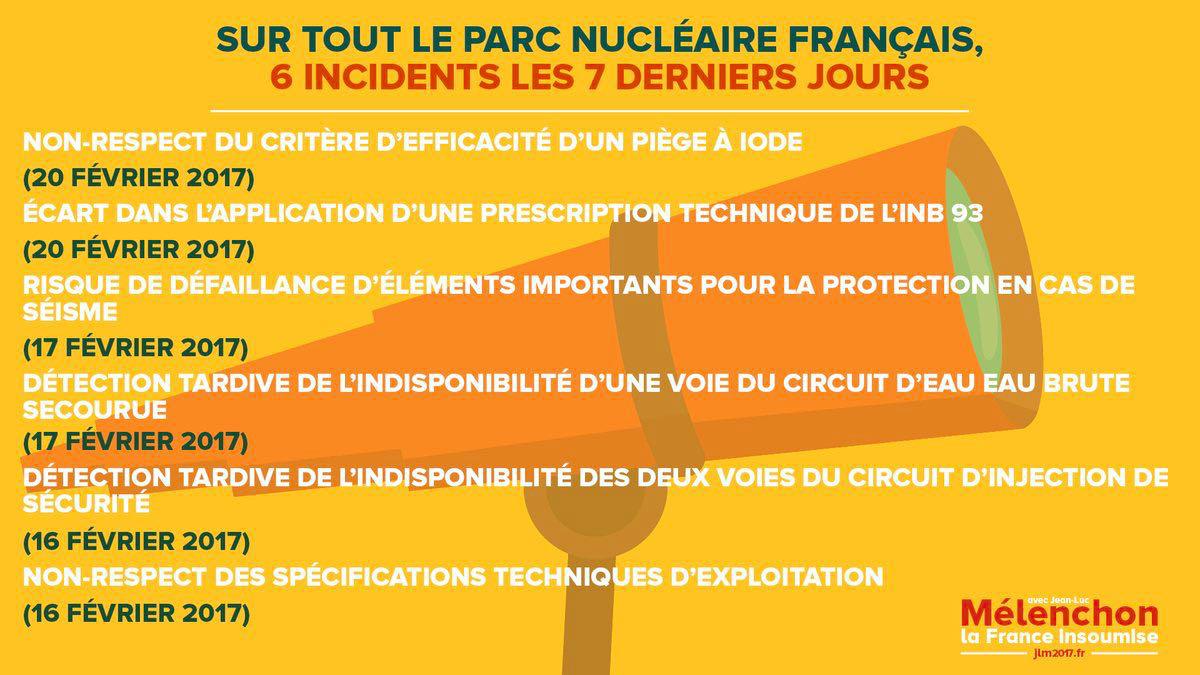 SUR TOUT LE PARC NUCLÉAIRE FRANÇAIS,
6 INCIDENTS LES 7 DERNIERS JOURS
NON-RESPECT DU CRITÈRE D'EFFICACITÉ D'UN PIÈGE À IODE
(20 FÉVRIER 2017)
ÉCART DANS L'APPLICATION D'UNE PRESCRIPTION TECHNIQUE DE L'INB 93
(20 FÉVRIER 2017)
RISQUE DE DÉFAILLANCE D'ÉLÉMENTS IMPORTANTS POUR LA PROTECTION EN CAS DE
SÉISME
(17 FÉVRIER 2017)
DÉTECTION TARDIVE DE L'INDISPONIBILITÉ D'UNE VOIE DU CIRCUIT D'EAU EAU BRUTE
SECOURUE
(17 FÉVRIER 2017)
DÉTECTION TARDIVE DE L'INDISPONIBILITÉ DES DEUX VOIES DU CIRCUIT D'INJECTION DE
SÉCURITÉ
(16 FÉVRIER 2017)
NON-RESPECT DES SPÉCIFICATIONS TECHNIQUES D'EXPLOITATION
(16 FÉVRIER 2017)
avec Jean-Luc
Mélenchon
la France insoumise
jlm2017.fr